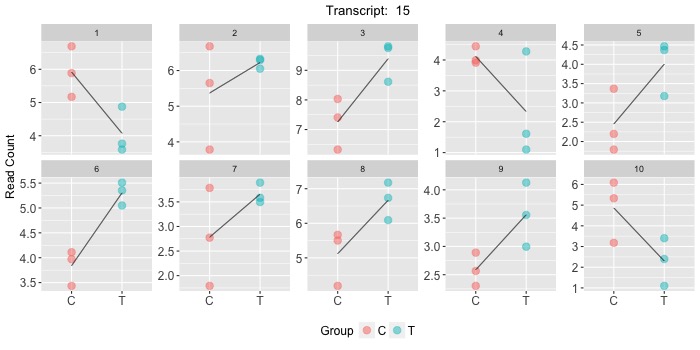 Transcript: 15
1 2 3 4 5
6 5 4
6 5 4
9 8 7
4 3 2 1
4.5 4.0 3.5 3.0 2.5 2.0
Read Count
6 7 8 9 10
5.5 5.0 4.5 4.0 3.5
3.5 3.0 2.5 2.0
7 6 5
4.0 3.5 3.0 2.5
6 5 4 3 2 1
C T C T C T C T C T
Group C T